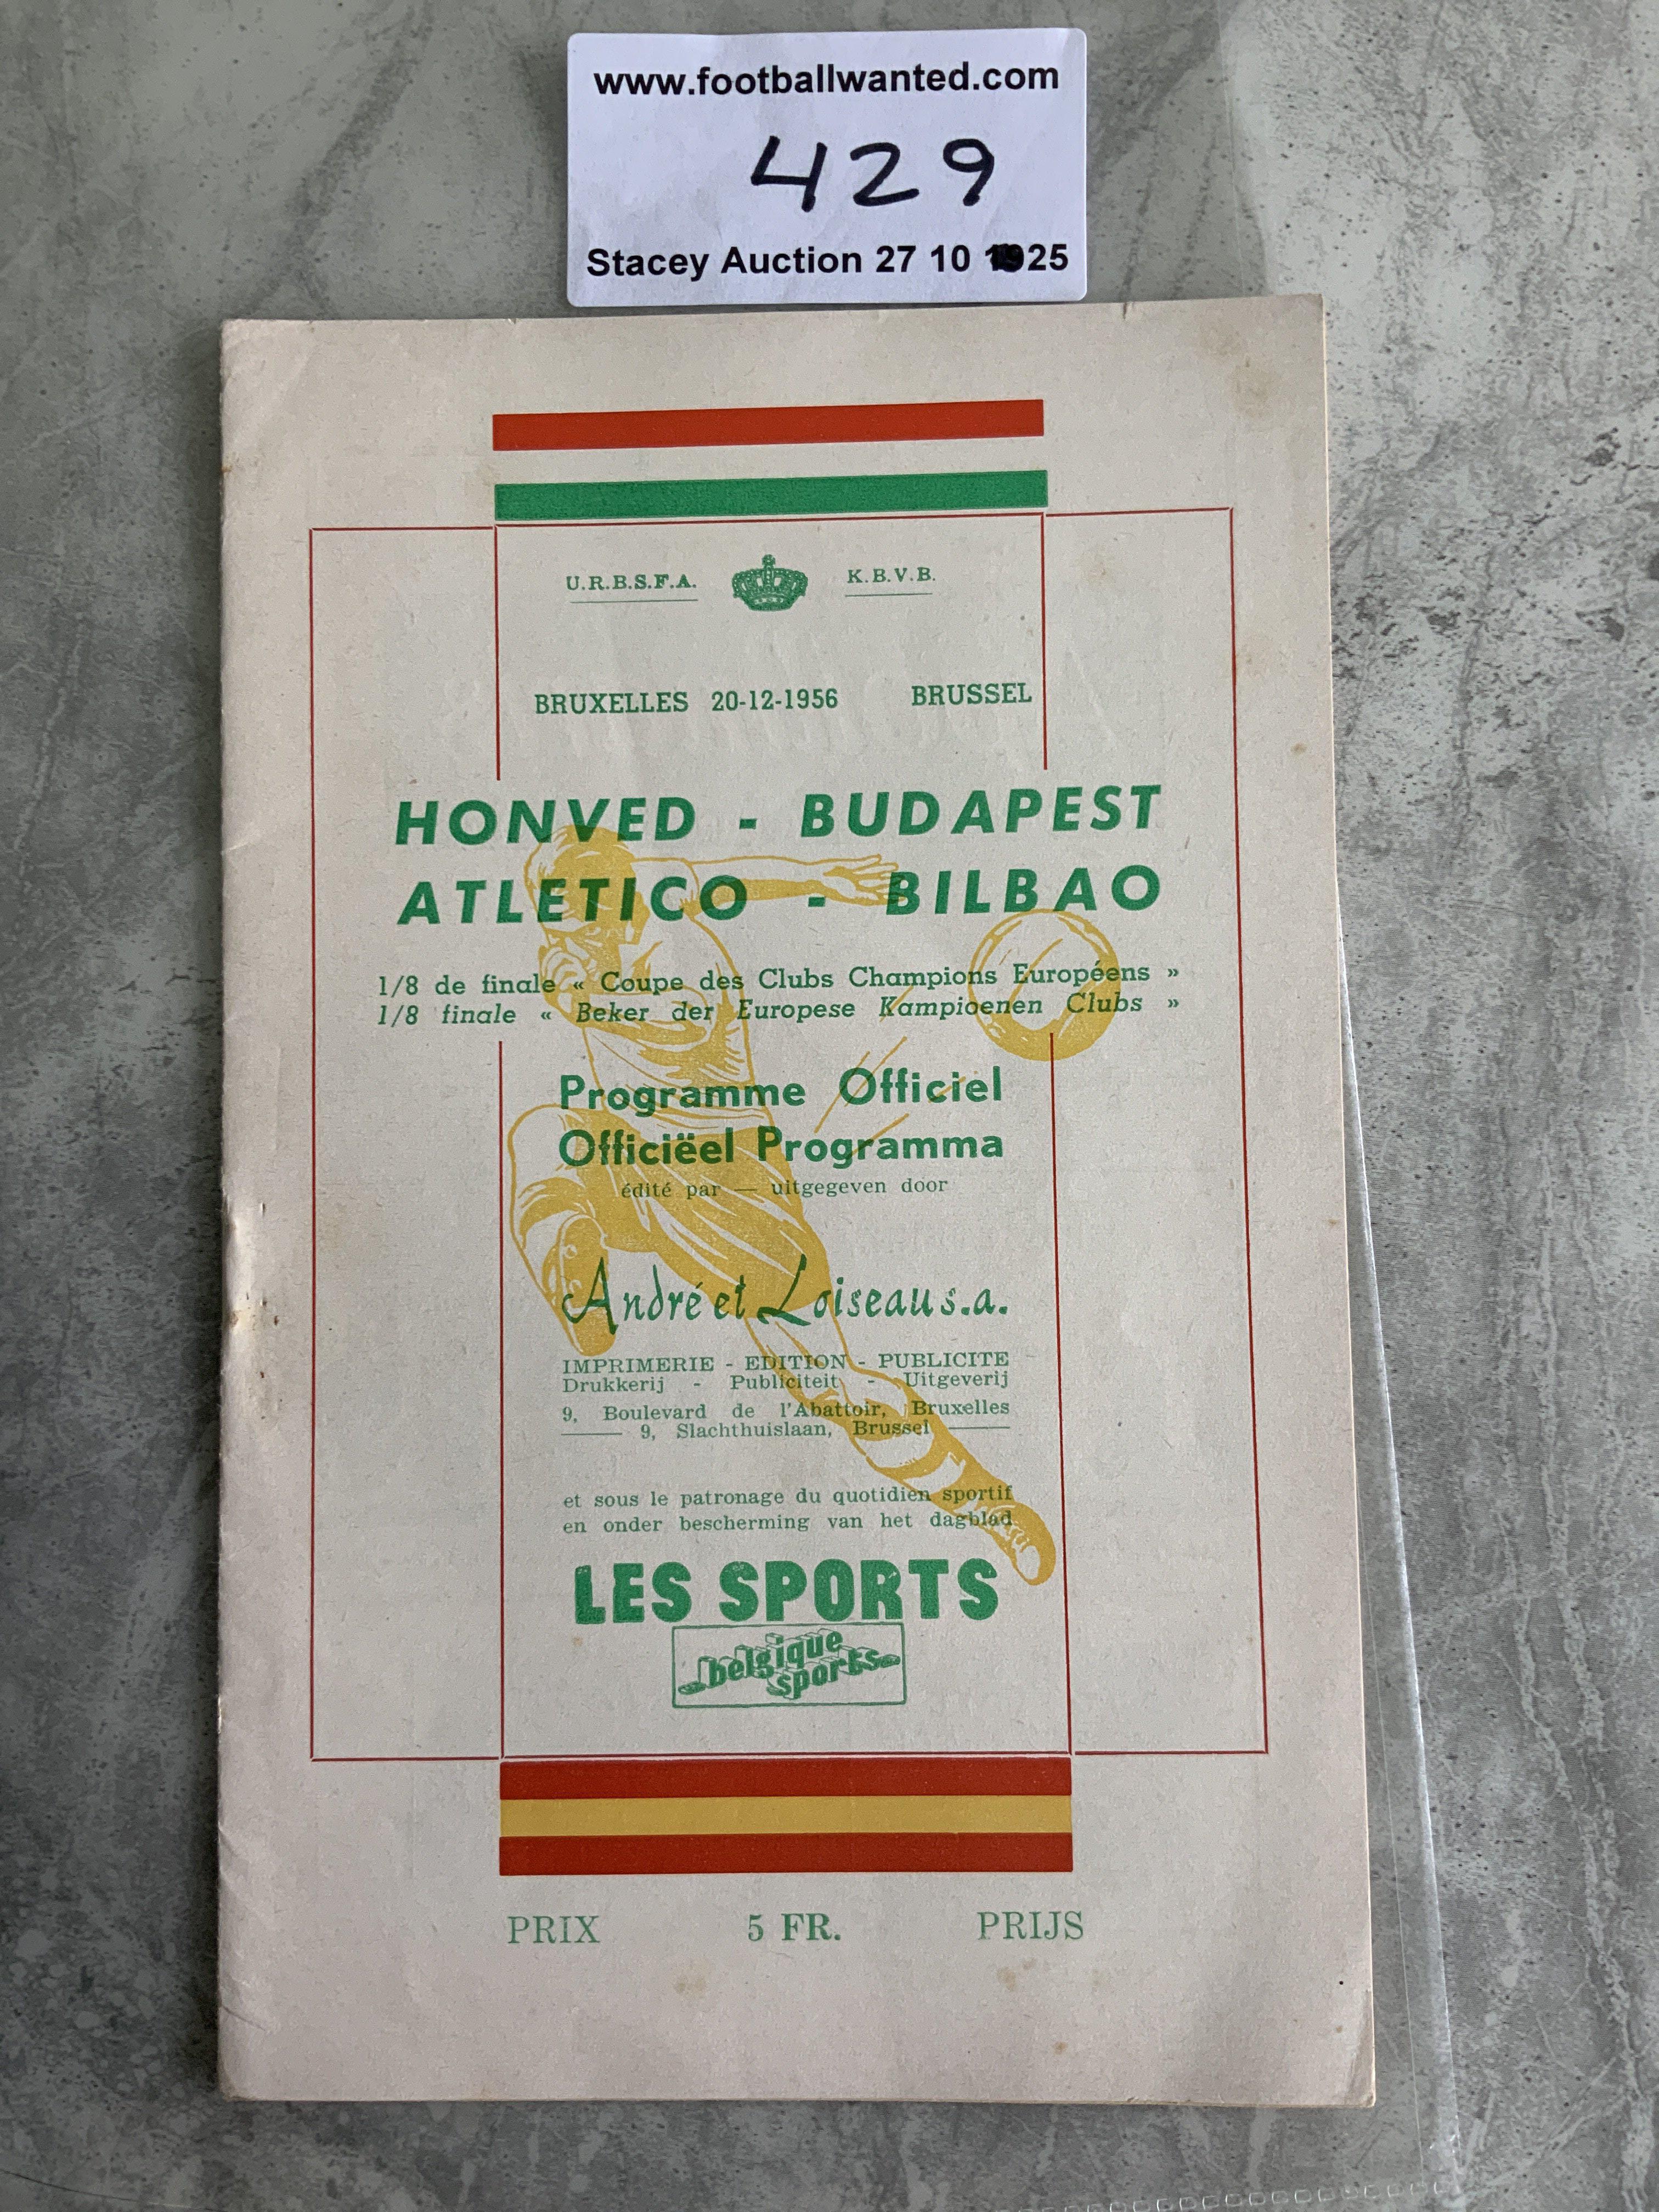 www.footballwanted.com
429
Stacey Auction 27 10 1925
U.R.B.S.F.A. K.B.V.B.
BRUXELLES 20-12-1956 BRUSSEL
HONVED - BUDAPEST
ATLETICO - BILBAO
1/8 de finale « Coupe des Clubs Champions Européens »
1/8 finale « Beker der Europese Kampioenen Clubs »
Programme Officiel
Officiëel Programma
édité par — uitgegeven door
André et Loiseau s.a.
IMPRIMERIE - EDITION - PUBLICITE
Drukkerij - Publiciteit - Uitgeverij
9, Boulevard de l'Abattoir, Bruxelles
9, Slachthuislaan, Brussel
et sous le patronage du quotidien sportif
en onder bescherming van het dagblad
LES SPORTS
belgique
sports
PRIX 5 FR. PRIJS